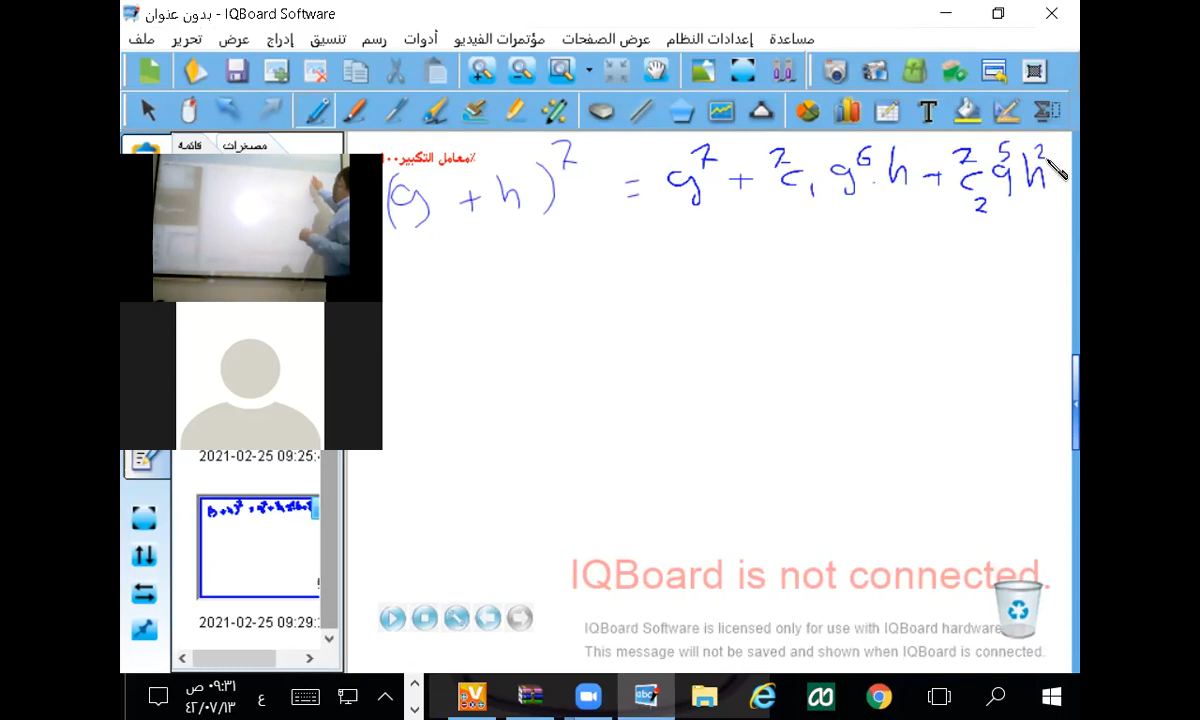 بدون عنوان - IQBoard Software
ملف تحرير عرض إدراج تنسيق رسم أدوات مؤتمرات الفيديو عرض الصفحات إعدادات النظام مساعدة
قائمة مصغرات
معامل التكبير٪١٠٠
(g + h)^7 = g^7 + ^7C_1 g^6 . h + ^7C_2 g^5 h^2
2021-02-25 09:25:
2021-02-25 09:29:
IQBoard is not connected.
IQBoard Software is licensed only for use with IQBoard hardware
This message will not be saved and shown when IQBoard is connected.
٠٩:٣١ ص
٤٢/٠٧/١٣
ع